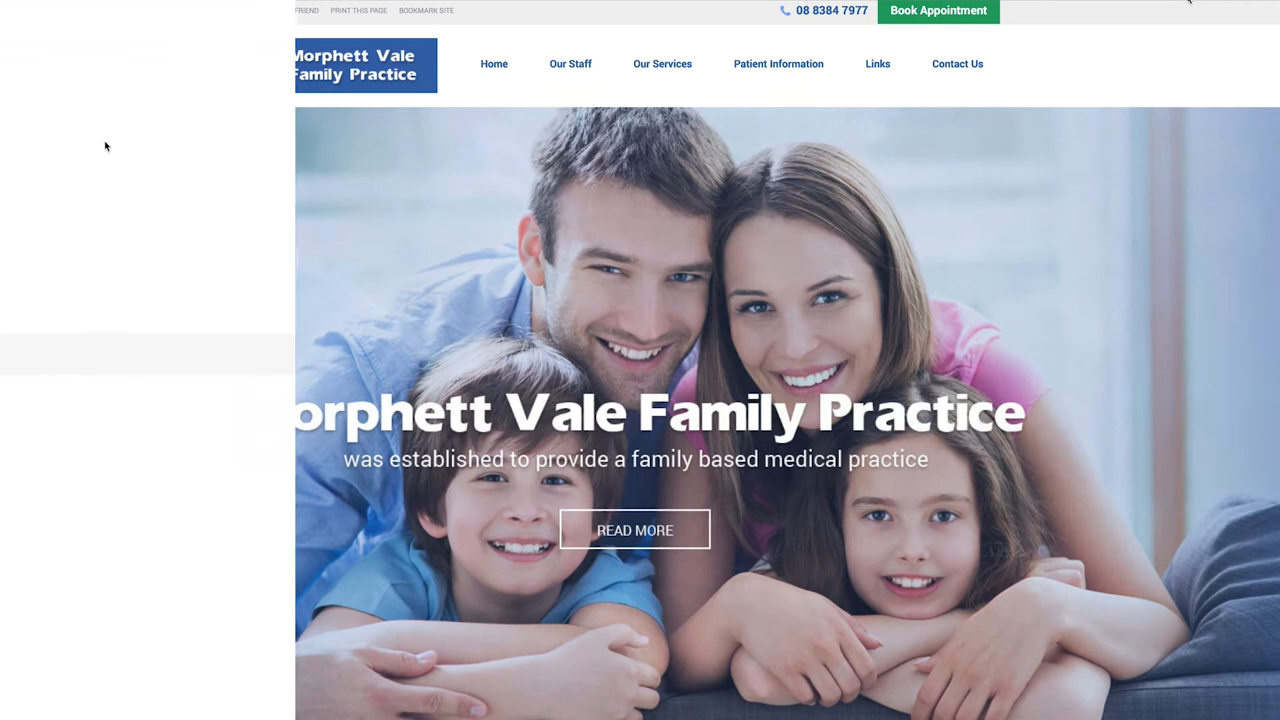 FRIEND PRINT THIS PAGE BOOKMARK SITE 08 8384 7977 Book Appointment
Morphett Vale
Family Practice
Home Our Staff Our Services Patient Information Links Contact Us
orphett Vale Family Practice
was established to provide a family based medical practice
READ MORE